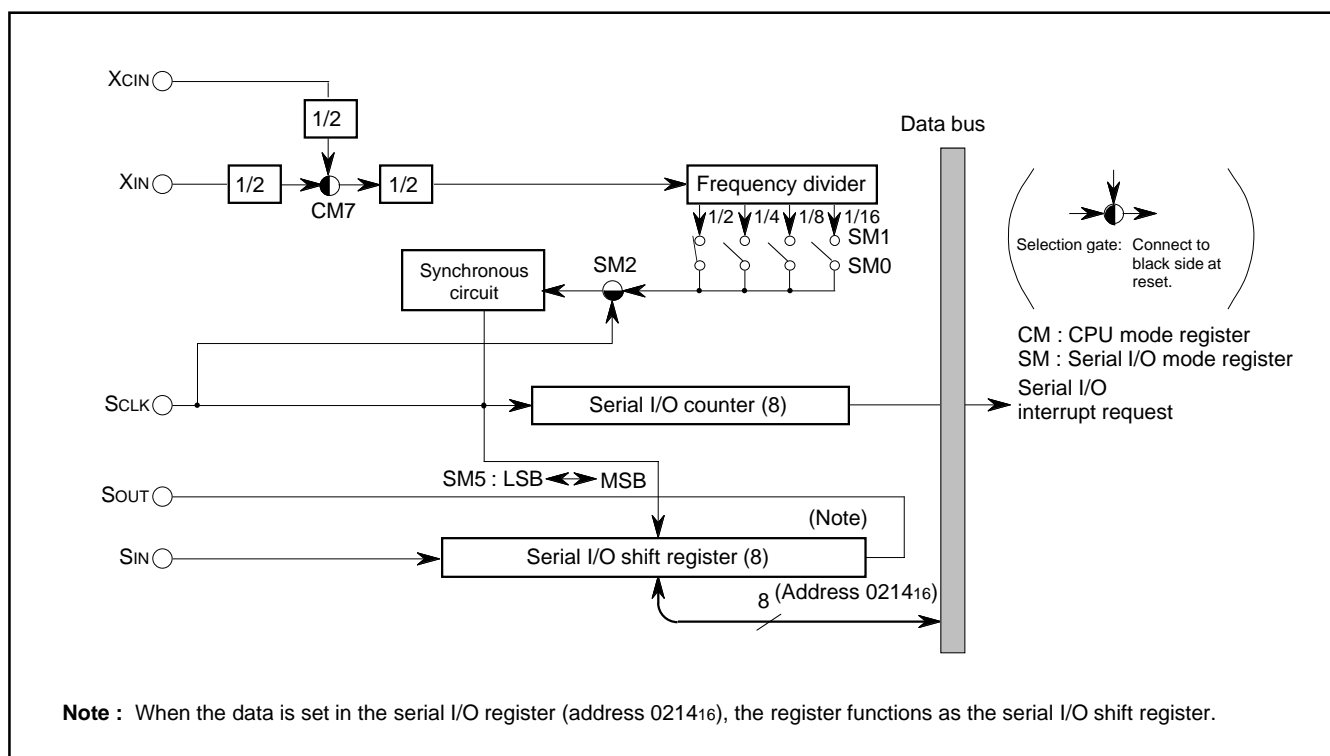 XCIN
1/2
Data bus
XIN
1/2
1/2
Frequency divider
CM7
1/2
1/4
1/8
1/16
SM1
SM0
Synchronous
circuit
SM2
Selection gate: Connect to
black side at
reset.
CM : CPU mode register
SM : Serial I/O mode register
SCLK
Serial I/O counter (8)
Serial I/O
interrupt request
SM5 : LSB
MSB
SOUT
(Note)
SIN
Serial I/O shift register (8)
8
(Address 021416)
Note : When the data is set in the serial I/O register (address 021416), the register functions as the serial I/O shift register.